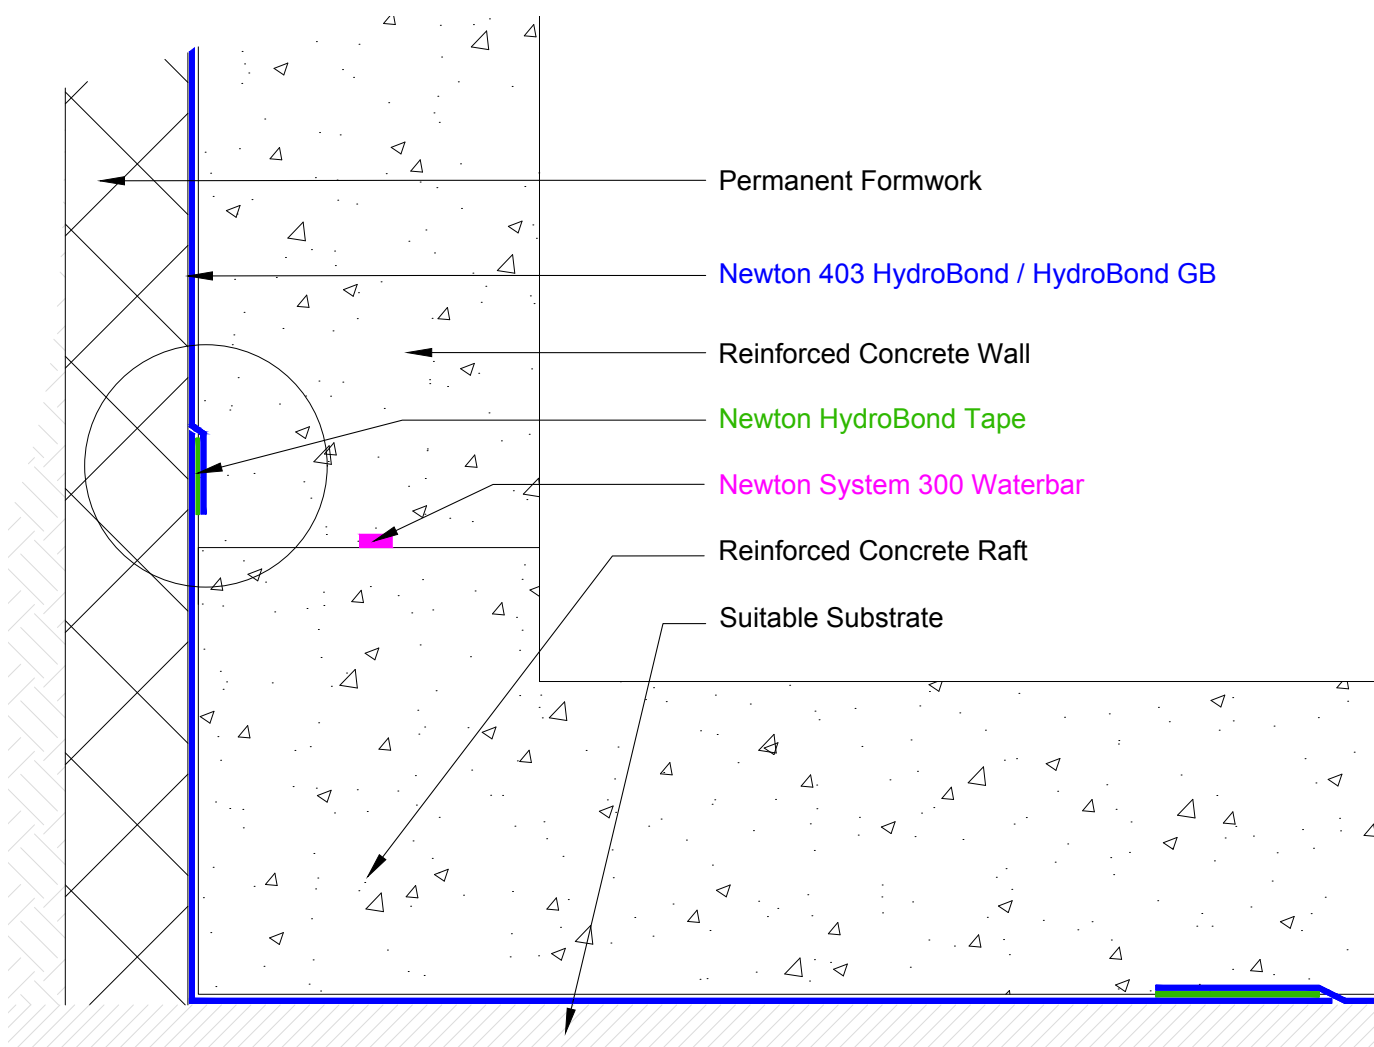 Permanent Formwork
Newton 403 HydroBond / HydroBond GB
Reinforced Concrete Wall
Newton HydroBond Tape
Newton System 300 Waterbar
Reinforced Concrete Raft
Suitable Substrate